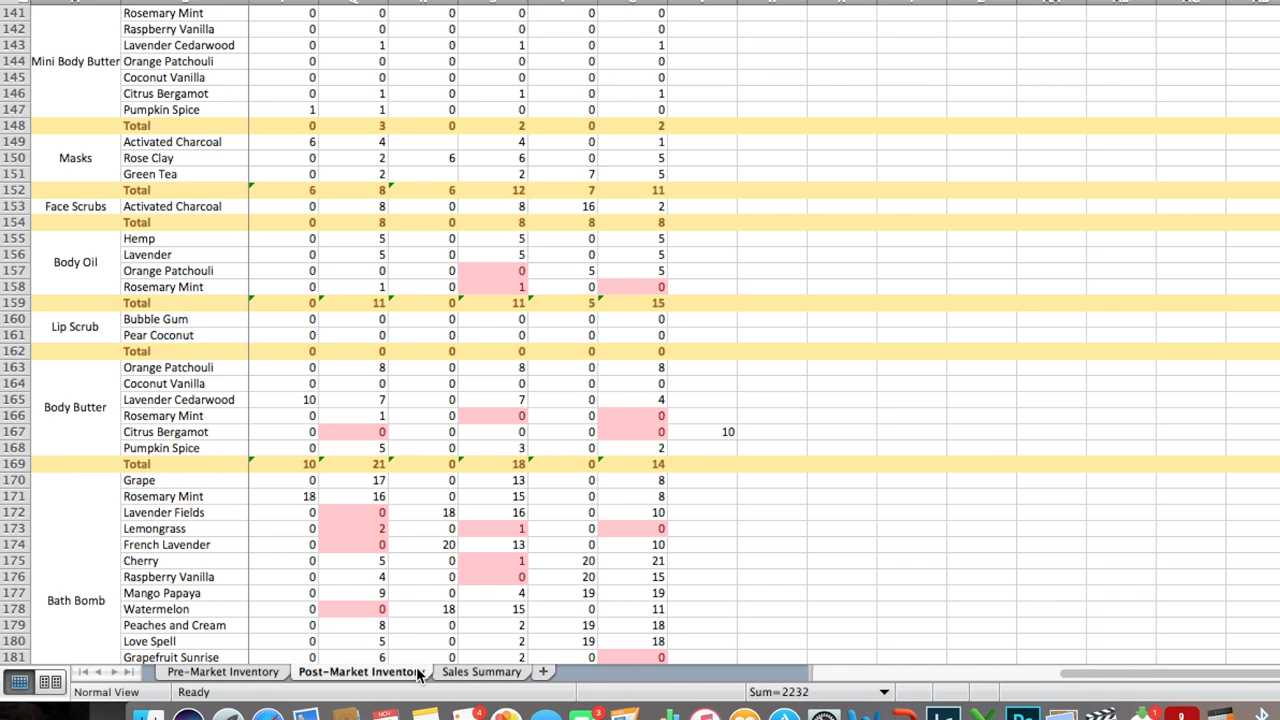 141 Rosemary Mint 0 0 0 0 0 0
142 Raspberry Vanilla 0 0 0 0 0 0
143 Lavender Cedarwood 0 1 0 1 0 1
144 Mini Body Butter Orange Patchouli 0 0 0 0 0 0
145 Coconut Vanilla 0 0 0 0 0 0
146 Citrus Bergamot 0 1 0 1 0 1
147 Pumpkin Spice 1 1 0 0 0 0
148 Total 0 3 0 2 0 2
149 Activated Charcoal 6 4 4 0 1
150 Masks Rose Clay 0 2 6 6 0 5
151 Green Tea 0 2 2 7 5
152 Total 6 8 6 12 7 11
153 Face Scrubs Activated Charcoal 0 8 0 8 16 2
154 Total 0 8 0 8 8 8
155 Hemp 0 5 0 5 0 5
156 Lavender 0 5 0 5 0 5
Body Oil
157 Orange Patchouli 0 0 0 0 5 5
158 Rosemary Mint 0 1 0 1 0 0
159 Total 0 11 0 11 5 15
160 Bubble Gum 0 0 0 0 0 0
Lip Scrub
161 Pear Coconut 0 0 0 0 0 0
162 Total 0 0 0 0 0 0
163 Orange Patchouli 0 8 0 8 0 8
164 Coconut Vanilla 0 0 0 0 0 0
165 Lavender Cedarwood 10 7 0 7 0 4
Body Butter
166 Rosemary Mint 0 1 0 0 0 0
167 Citrus Bergamot 0 0 0 0 0 0 10
168 Pumpkin Spice 0 5 0 3 0 2
169 Total 10 21 0 18 0 14
170 Grape 0 17 0 13 0 8
171 Rosemary Mint 18 16 0 15 0 8
172 Lavender Fields 0 0 18 16 0 10
173 Lemongrass 0 2 0 1 0 0
174 French Lavender 0 0 20 13 0 10
175 Cherry 0 5 0 1 20 21
176 Raspberry Vanilla 0 4 0 0 20 15
177 Mango Papaya 0 9 0 4 19 19
Bath Bomb
178 Watermelon 0 0 18 15 0 11
179 Peaches and Cream 0 8 0 2 19 18
180 Love Spell 0 5 0 2 19 18
181 Grapefruit Sunrise 0 6 0 2 0 0
Pre-Market Inventory Post-Market Inventory Sales Summary +
Normal View Ready Sum=2232
NOV 4 3 1